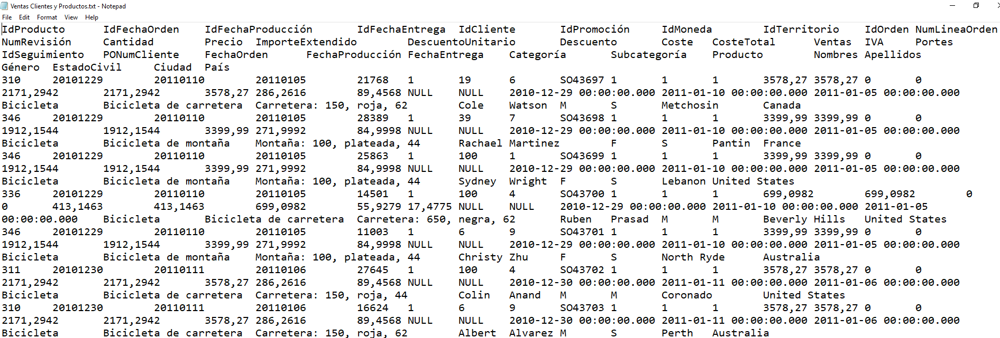 Ventas Clientes y Productos.txt - Notepad
File Edit Format View Help
IdProducto IdFechaOrden IdFechaProducción IdFechaEntrega IdCliente IdPromoción IdMoneda IdTerritorio IdOrden NumLineaOrden
NumRevisión Cantidad Precio ImporteExtendido DescuentoUnitario Descuento Coste CosteTotal Ventas IVA Portes
IdSeguimiento PONumCliente FechaOrden FechaProducción FechaEntrega Categoría Subcategoría Producto Nombres Apellidos
Género EstadoCivil Ciudad País
310 20101229 20110110 20110105 21768 1 19 6 SO43697 1 1 1 3578,27 3578,27 0 0
2171,2942 2171,2942 3578,27 286,2616 89,4568 NULL NULL 2010-12-29 00:00:00.000 2011-01-10 00:00:00.000 2011-01-05 00:00:00.000
Bicicleta Bicicleta de carretera Carretera: 150, roja, 62 Cole Watson M S Metchosin Canada
346 20101229 20110110 20110105 28389 1 39 7 SO43698 1 1 1 3399,99 3399,99 0 0
1912,1544 1912,1544 3399,99 271,9992 84,9998 NULL NULL 2010-12-29 00:00:00.000 2011-01-10 00:00:00.000 2011-01-05 00:00:00.000
Bicicleta Bicicleta de montaña Montaña: 100, plateada, 44 Rachael Martinez F S Pantin France
346 20101229 20110110 20110105 25863 1 100 1 SO43699 1 1 1 3399,99 3399,99 0 0
1912,1544 1912,1544 3399,99 271,9992 84,9998 NULL NULL 2010-12-29 00:00:00.000 2011-01-10 00:00:00.000 2011-01-05 00:00:00.000
Bicicleta Bicicleta de montaña Montaña: 100, plateada, 44 Sydney Wright F S Lebanon United States
336 20101229 20110110 20110105 14501 1 100 4 SO43700 1 1 1 699,0982 699,0982 0
0 413,1463 413,1463 699,0982 55,9279 17,4775 NULL NULL 2010-12-29 00:00:00.000 2011-01-10 00:00:00.000 2011-01-05
00:00:00.000 Bicicleta Bicicleta de carretera Carretera: 650, negra, 62 Ruben Prasad M M Beverly Hills United States
346 20101229 20110110 20110105 11003 1 6 9 SO43701 1 1 1 3399,99 3399,99 0 0
1912,1544 1912,1544 3399,99 271,9992 84,9998 NULL NULL 2010-12-29 00:00:00.000 2011-01-10 00:00:00.000 2011-01-05 00:00:00.000
Bicicleta Bicicleta de montaña Montaña: 100, plateada, 44 Christy Zhu F S North Ryde Australia
311 20101230 20110111 20110106 27645 1 100 4 SO43702 1 1 1 3578,27 3578,27 0 0
2171,2942 2171,2942 3578,27 286,2616 89,4568 NULL NULL 2010-12-30 00:00:00.000 2011-01-11 00:00:00.000 2011-01-06 00:00:00.000
Bicicleta Bicicleta de carretera Carretera: 150, roja, 44 Colin Anand M M Coronado United States
310 20101230 20110111 20110106 16624 1 6 9 SO43703 1 1 1 3578,27 3578,27 0 0
2171,2942 2171,2942 3578,27 286,2616 89,4568 NULL NULL 2010-12-30 00:00:00.000 2011-01-11 00:00:00.000 2011-01-06 00:00:00.000
Bicicleta Bicicleta de carretera Carretera: 150, roja, 62 Albert Alvarez M S Perth Australia